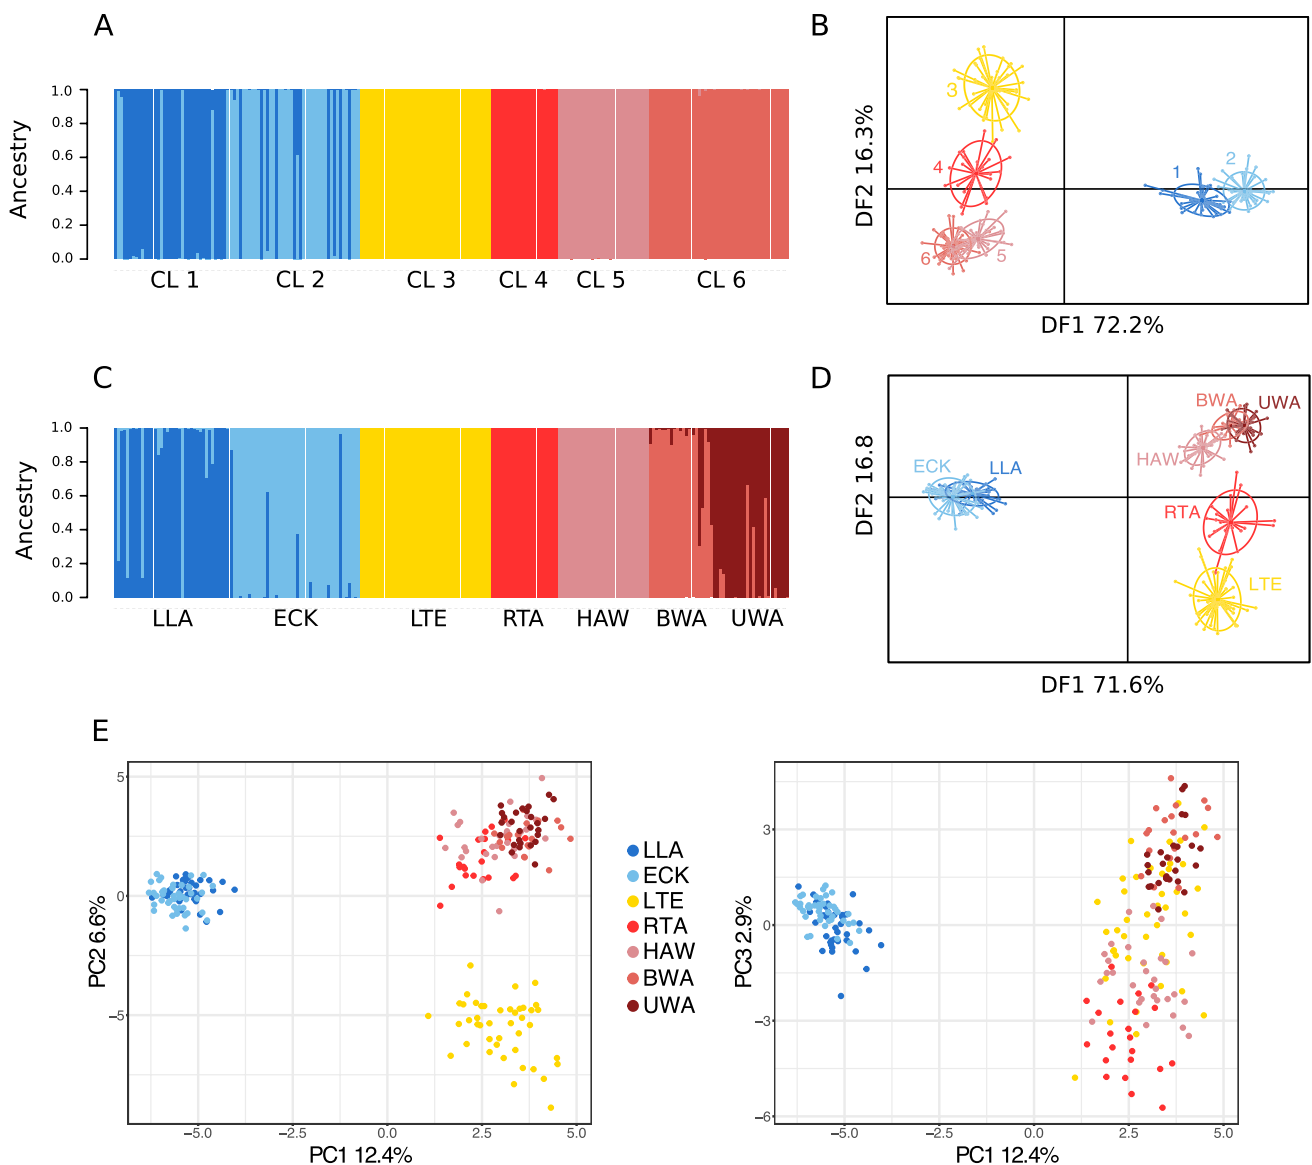 A
B
1.0
0.8
0.6
0.4
0.2
0.0
Ancestry
CL 1
CL 2
CL 3
CL 4
CL 5
CL 6
DF2 16.3%
3
4
6
5
1
2
DF1 72.2%
C
D
1.0
0.8
0.6
0.4
0.2
0.0
Ancestry
LLA
ECK
LTE
RTA
HAW
BWA
UWA
DF2 16.8
ECK
LLA
BWA
UWA
HAW
RTA
LTE
DF1 71.6%
E
5
0
−5
PC2 6.6%
−5.0
−2.5
0.0
2.5
5.0
PC1 12.4%
LLA
ECK
LTE
RTA
HAW
BWA
UWA
3
0
−3
−6
PC3 2.9%
−5.0
−2.5
0.0
2.5
5.0
PC1 12.4%